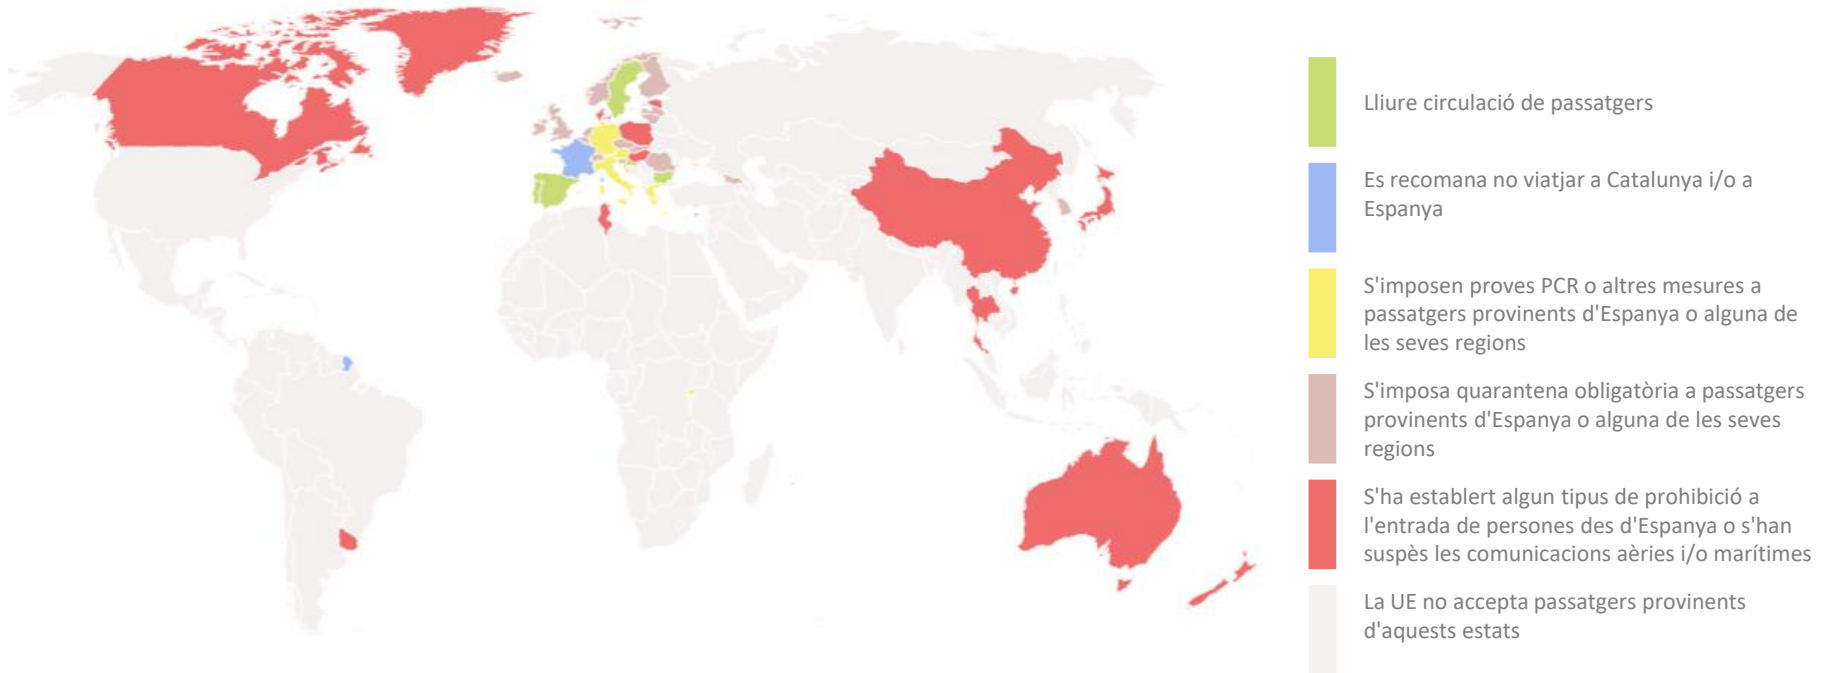 Lliure circulació de passatgers
Es recomana no viatjar a Catalunya i/o a
Espanya
S'imposen proves PCR o altres mesures a
passatgers provinents d'Espanya o alguna de
les seves regions
S'imposa quarantena obligatòria a passatgers
provinents d'Espanya o alguna de les seves
regions
S'ha establert algun tipus de prohibició a
l'entrada de persones des d'Espanya o s'han
suspès les comunicacions aèries i/o marítimes
La UE no accepta passatgers provinents
d'aquests estats